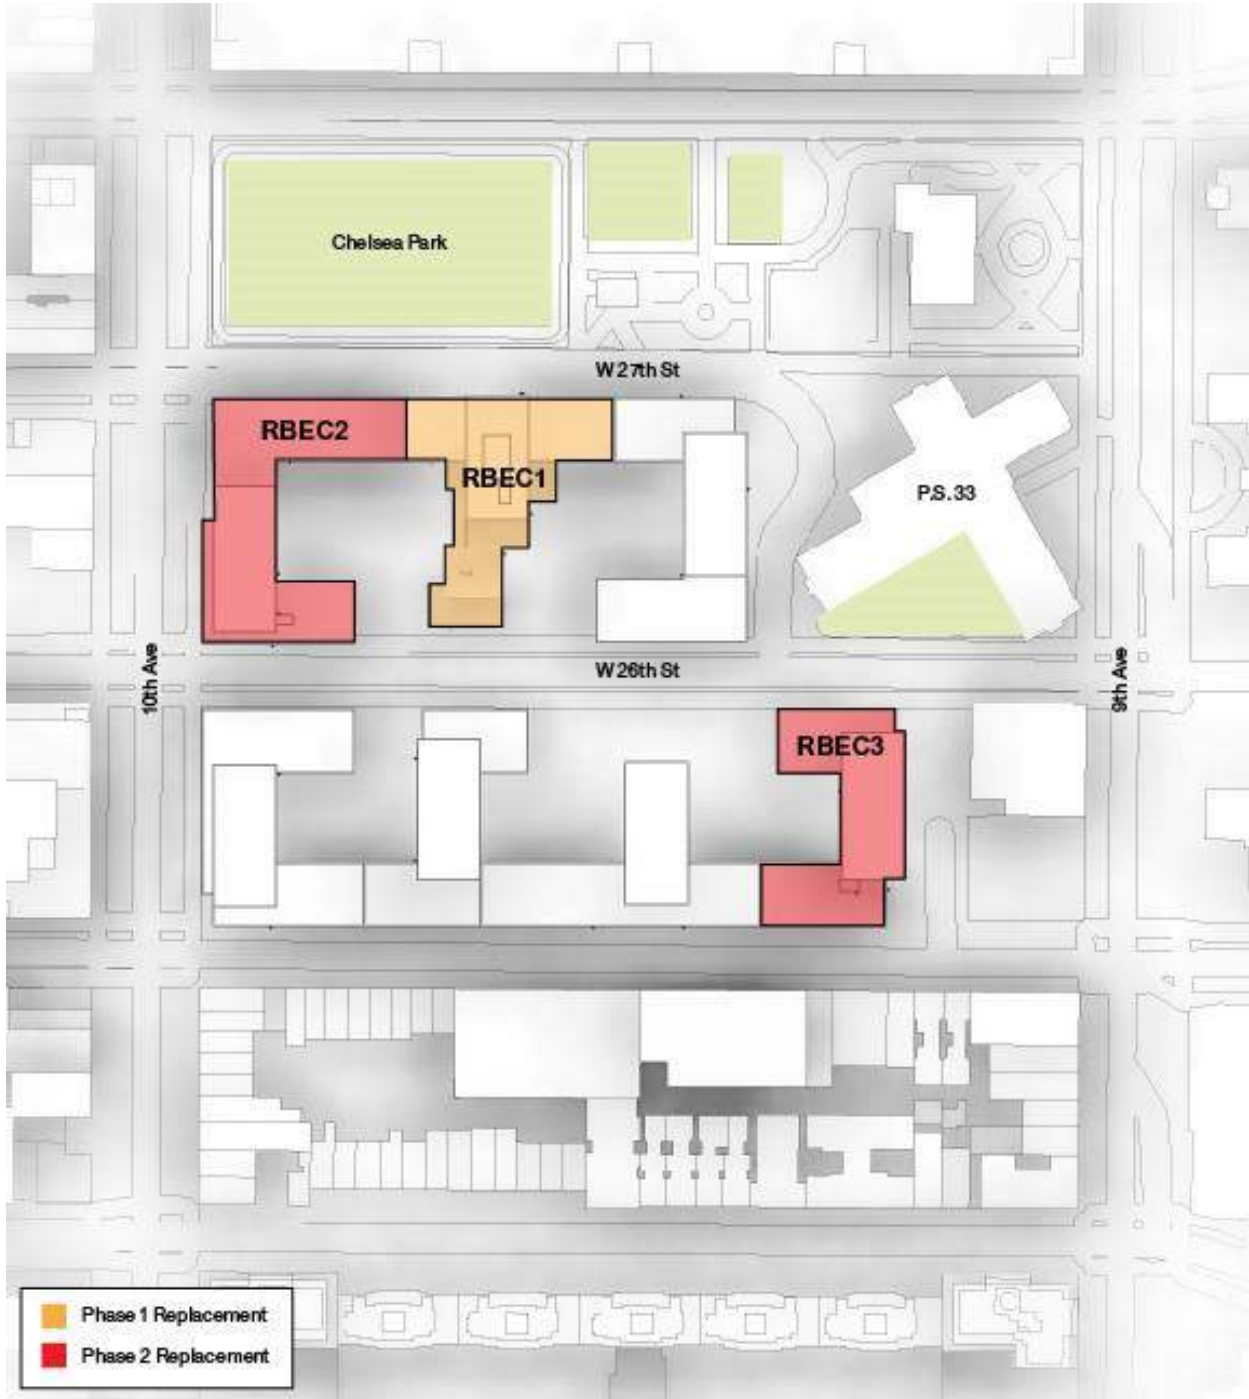 Chelsea Park
W 27th St
RBEC2
RBEC1
P.S. 33
10th Ave
W 26th St
9th Ave
RBEC3
Phase 1 Replacement
Phase 2 Replacement